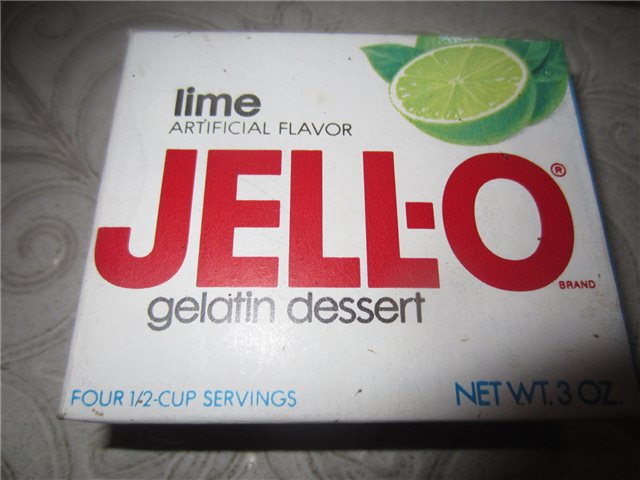 lime
ARTIFICIAL FLAVOR
JELL-O®
BRAND
gelatin dessert
FOUR 1/2-CUP SERVINGS
NET WT. 3 OZ.